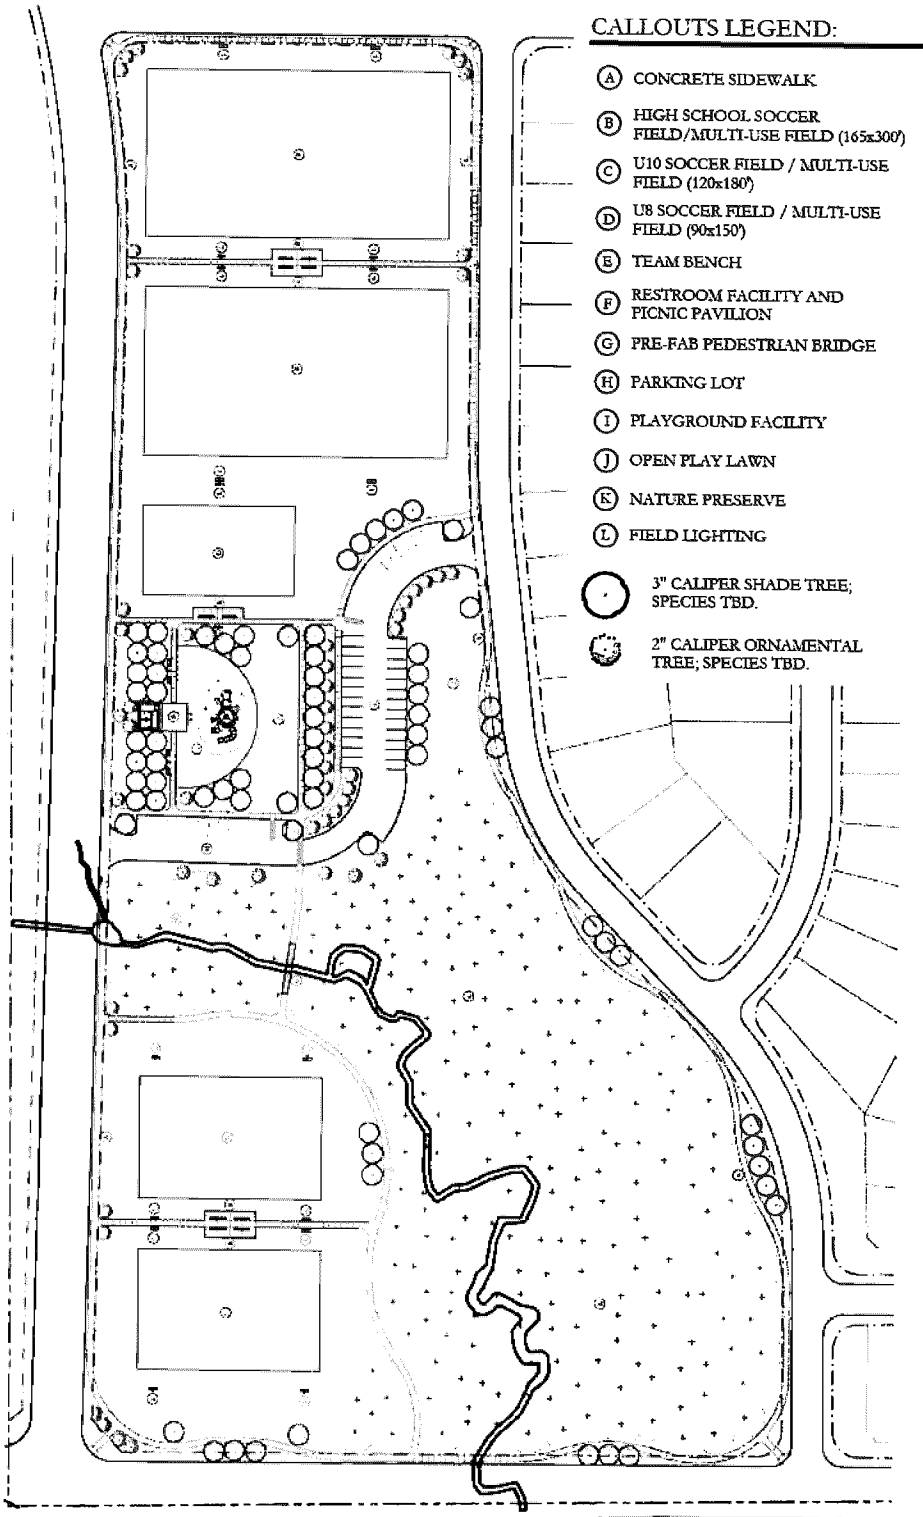 CALLOUTS LEGEND:
A CONCRETE SIDEWALK
B HIGH SCHOOL SOCCER
FIELD/MULTI-USE FIELD (165x300')
C U10 SOCCER FIELD / MULTI-USE
FIELD (120x180')
D U8 SOCCER FIELD / MULTI-USE
FIELD (90x150')
E TEAM BENCH
F RESTROOM FACILITY AND
PICNIC PAVILION
G PRE-FAB PEDESTRIAN BRIDGE
H PARKING LOT
I PLAYGROUND FACILITY
J OPEN PLAY LAWN
K NATURE PRESERVE
L FIELD LIGHTING
3" CALIPER SHADE TREE;
SPECIES TBD.
2" CALIPER ORNAMENTAL
TREE; SPECIES TBD.